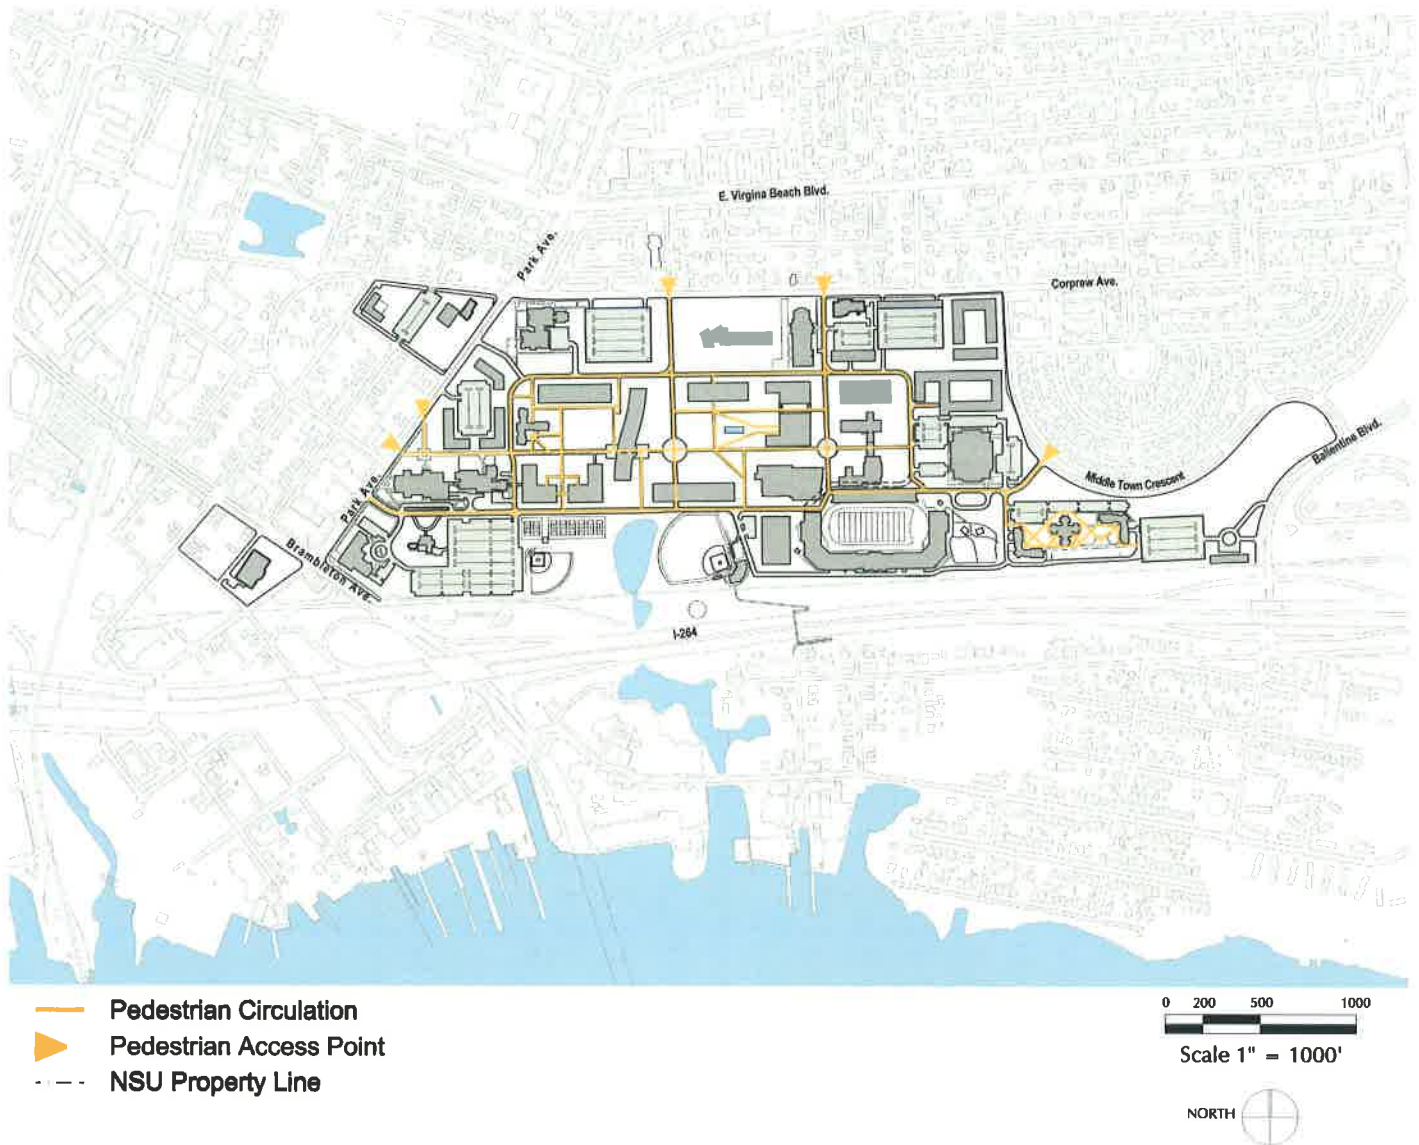 E. Virgina Beach Blvd.
Park Ave.
Corprew Ave.
Ballentine Blvd.
Middle Town Crescent
Park Ave.
Brambleton Ave.
I-264
Pedestrian Circulation
Pedestrian Access Point
NSU Property Line
0 200 500 1000
Scale 1" = 1000'
NORTH